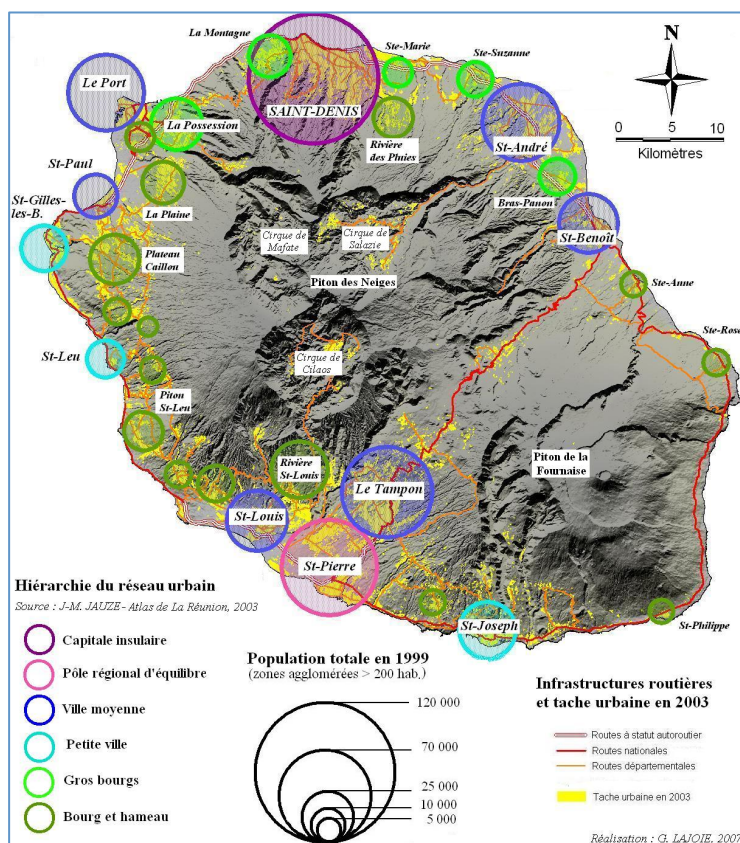 La Montagne
Ste-Marie
Ste-Suzanne
N
Le Port
SAINT-DENIS
La Possession
Rivière
des Pluies
St-André
0 5 10
Kilomètres
St-Paul
St-Gilles-
les-B.
La Plaine
Bras-Panon
Cirque de
Mafate
Cirque de
Salazie
St-Benoît
Plateau
Caillon
Piton des Neiges
Ste-Anne
Ste-Rose
St-Leu
Cirque de
Cilaos
Piton
St-Leu
Piton de la
Fournaise
Rivière
St-Louis
Le Tampon
St-Louis
St-Pierre
St-Joseph
St-Philippe
Hiérarchie du réseau urbain
Source : J-M. JAUZE - Atlas de La Réunion, 2003
Capitale insulaire
Pôle régional d'équilibre
Ville moyenne
Petite ville
Gros bourgs
Bourg et hameau
Population totale en 1999
(zones agglomérées > 200 hab.)
120 000
70 000
25 000
10 000
5 000
Infrastructures routières
et tache urbaine en 2003
Routes à statut autoroutier
Routes nationales
Routes départementales
Tache urbaine en 2003
Réalisation : G. LAJOIE, 2007